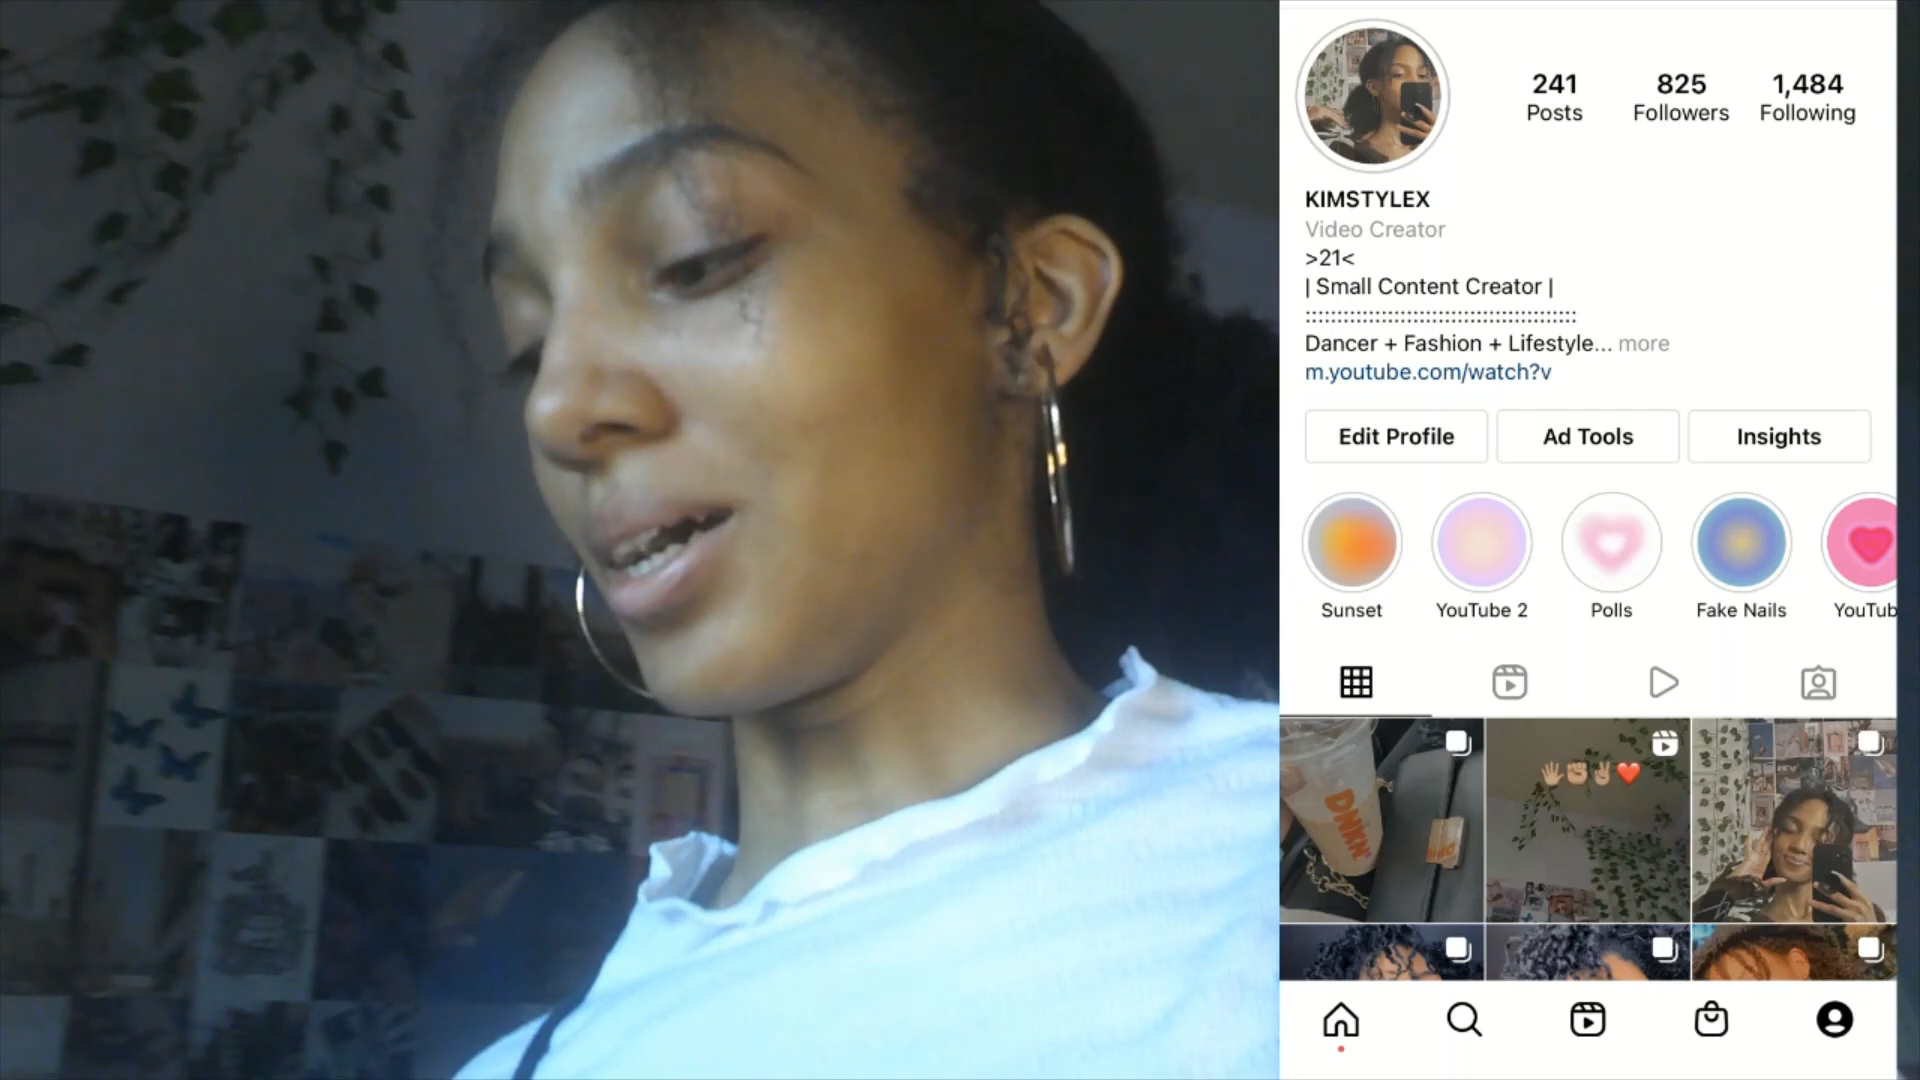 241 825 1,484
Posts Followers Following
KIMSTYLEX
Video Creator
>21<
| Small Content Creator |
:::::::::::::::::::::::::::::::::::::::::::
Dancer + Fashion + Lifestyle... more
m.youtube.com/watch?v
Edit Profile Ad Tools Insights
Sunset YouTube 2 Polls Fake Nails YouTub
DNKN'